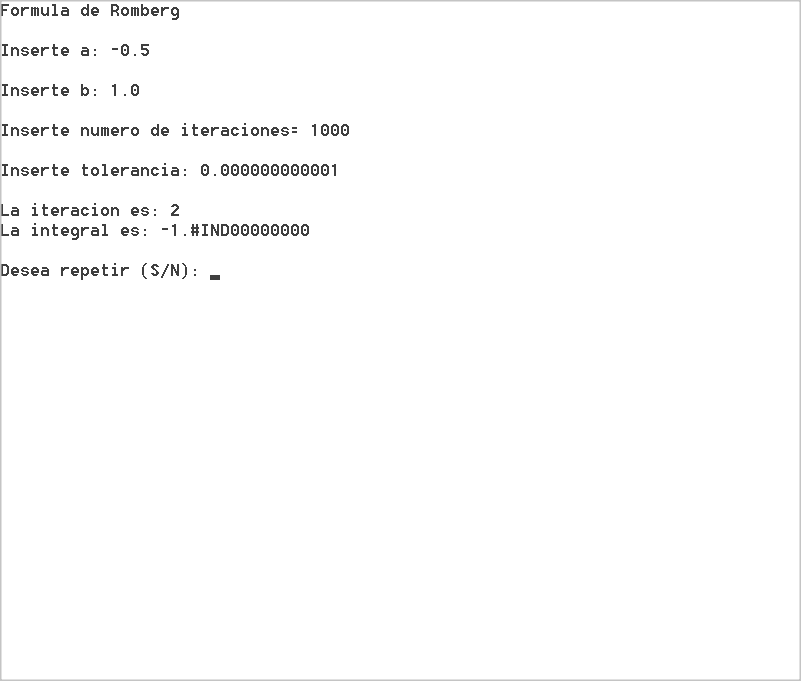 Formula de Romberg
Inserte a: -0.5
Inserte b: 1.0
Inserte numero de iteraciones= 1000
Inserte tolerancia: 0.000000000001
La iteracion es: 2
La integral es: -1.#IND00000000
Desea repetir (S/N): _